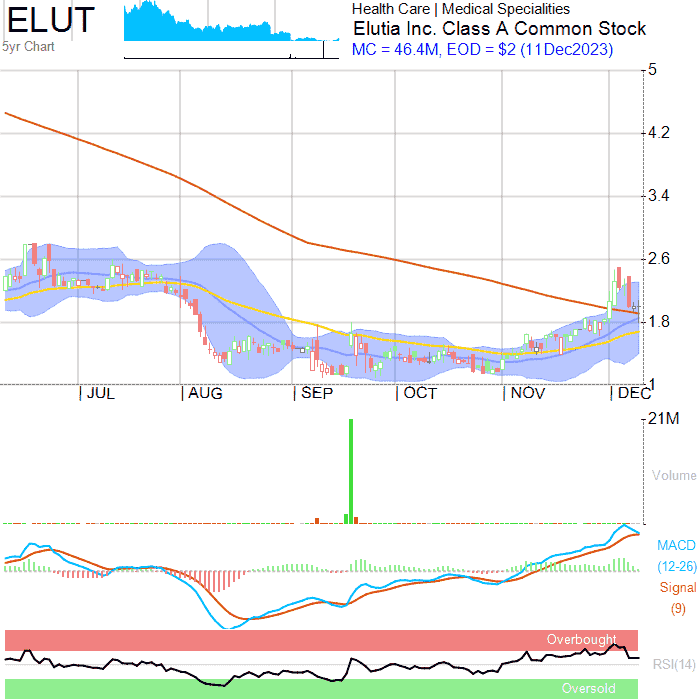 ELUT
5yr Chart
Health Care | Medical Specialities
Elutia Inc. Class A Common Stock
MC = 46.4M, EOD = $2 (11Dec2023)
5
4.2
3.4
2.6
1.8
1
| JUL | AUG | SEP | OCT | NOV | DEC
21M
Volume
MACD
(12-26)
Signal
(9)
Overbought
RSI(14)
Oversold